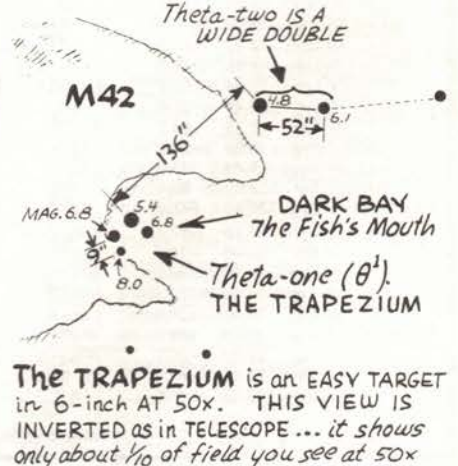 Theta-two IS A
WIDE DOUBLE
M42
4.8
6.1
52"
136"
MAG. 6.8
5.4
6.8
9"
8.0
DARK BAY
The Fish's Mouth
Theta-one (θ¹).
THE TRAPEZIUM
The TRAPEZIUM is an EASY TARGET
in 6-inch AT 50x. THIS VIEW IS
INVERTED as in TELESCOPE... it shows
only about 1/10 of field you see at 50x